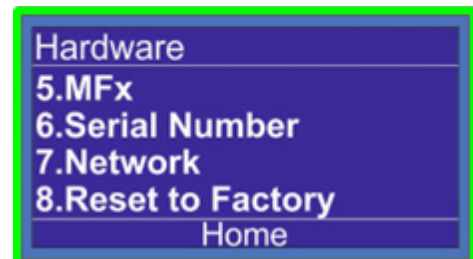 Hardware
5.MFx
6.Serial Number
7.Network
8.Reset to Factory
Home